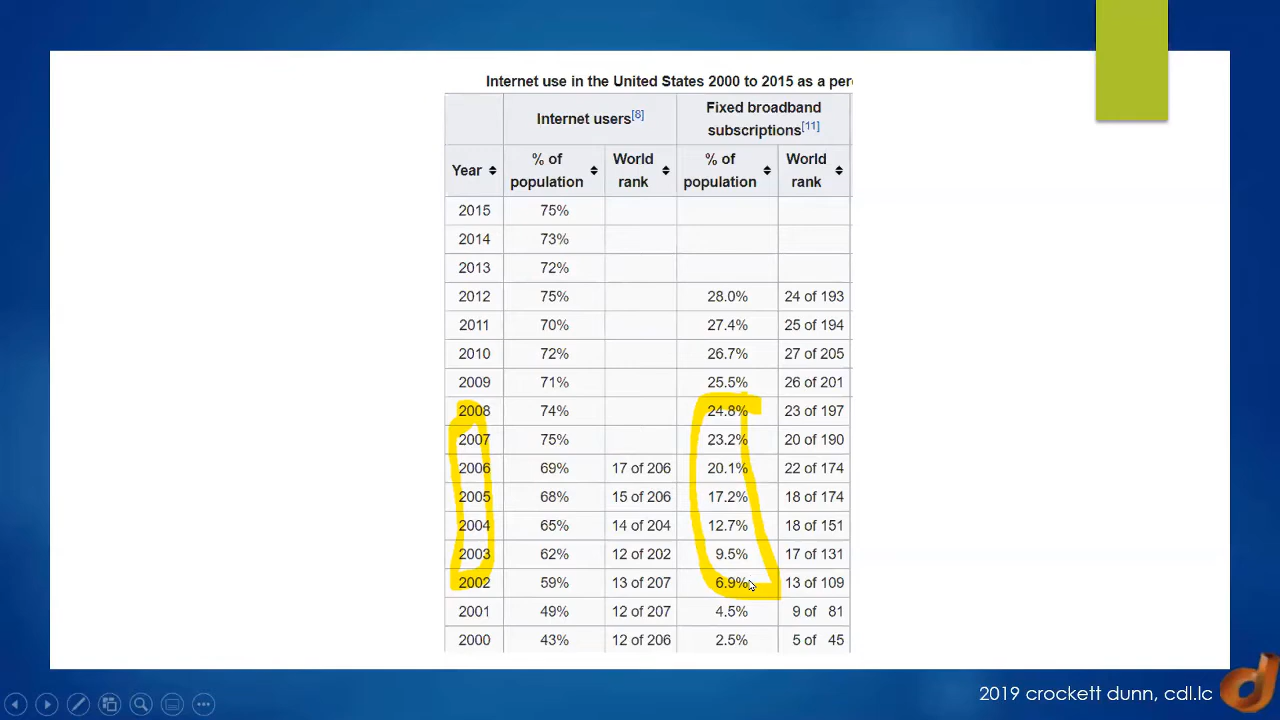 Internet use in the United States 2000 to 2015 as a per
Internet users[8] Fixed broadband subscriptions[11]
Year % of population World rank % of population World rank
2015 75%
2014 73%
2013 72%
2012 75% 28.0% 24 of 193
2011 70% 27.4% 25 of 194
2010 72% 26.7% 27 of 205
2009 71% 25.5% 26 of 201
2008 74% 24.8% 23 of 197
2007 75% 23.2% 20 of 190
2006 69% 17 of 206 20.1% 22 of 174
2005 68% 15 of 206 17.2% 18 of 174
2004 65% 14 of 204 12.7% 18 of 151
2003 62% 12 of 202 9.5% 17 of 131
2002 59% 13 of 207 6.9% 13 of 109
2001 49% 12 of 207 4.5% 9 of 81
2000 43% 12 of 206 2.5% 5 of 45
2019 crockett dunn, cdl.lc